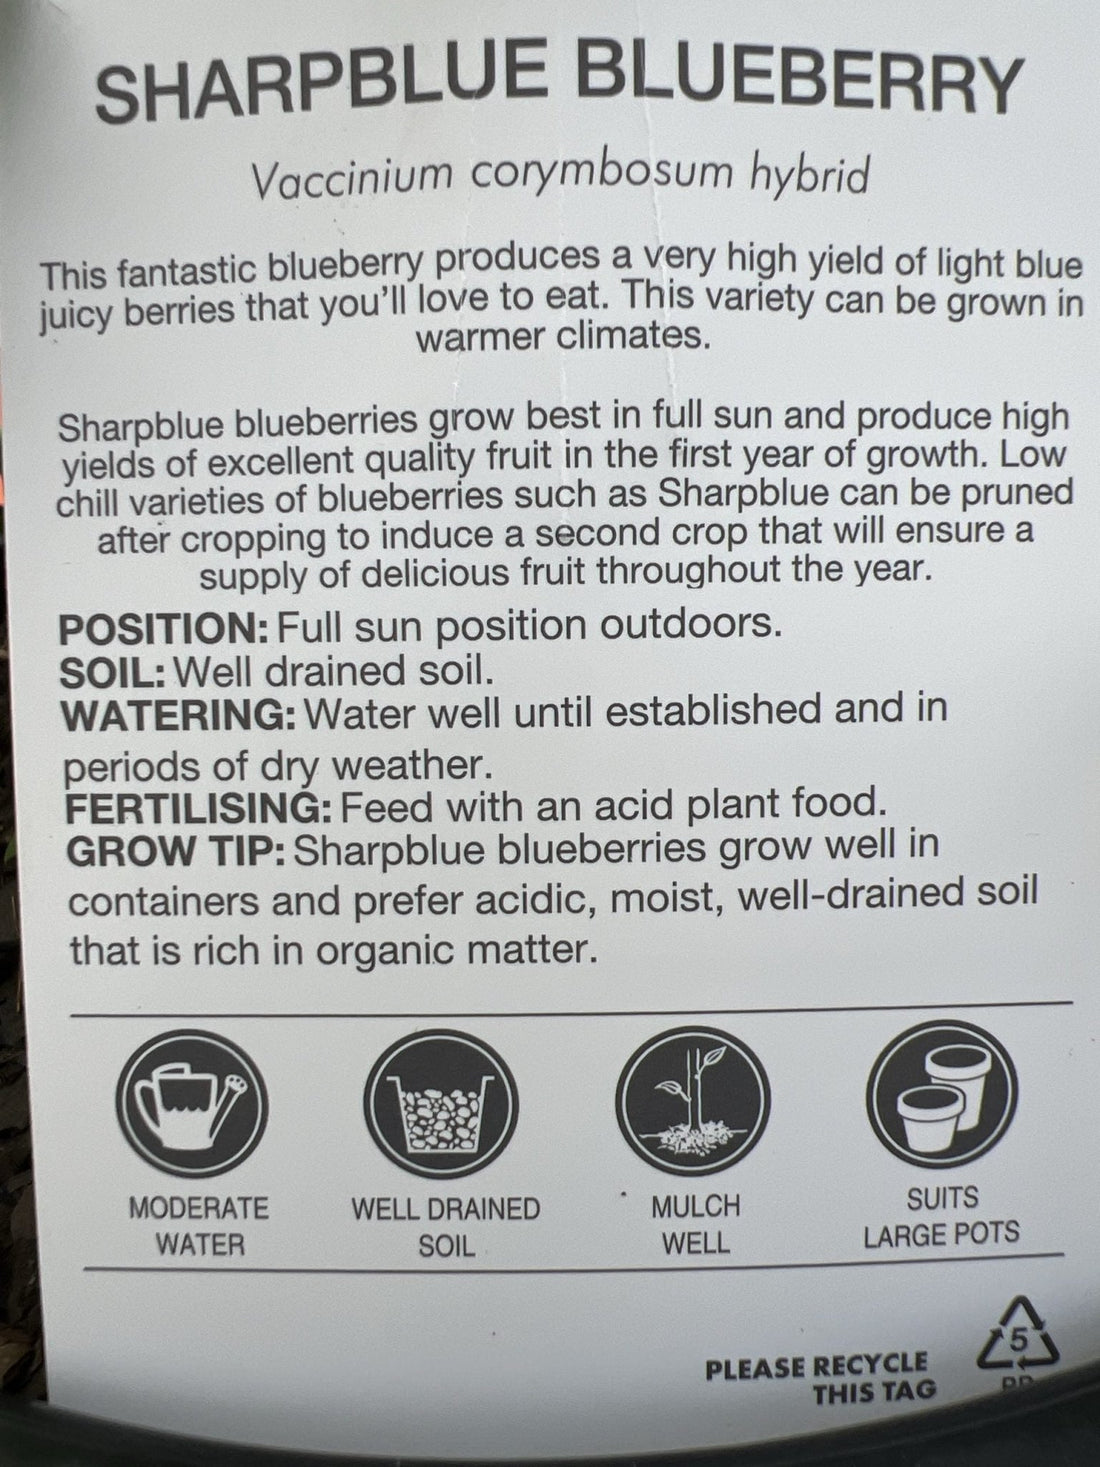 SHARPBLUE BLUEBERRY
Vaccinium corymbosum hybrid
This fantastic blueberry produces a very high yield of light blue
juicy berries that you'll love to eat. This variety can be grown in
warmer climates.
Sharpblue blueberries grow best in full sun and produce high
yields of excellent quality fruit in the first year of growth. Low
chill varieties of blueberries such as Sharpblue can be pruned
after cropping to induce a second crop that will ensure a
supply of delicious fruit throughout the year.
POSITION: Full sun position outdoors.
SOIL: Well drained soil.
WATERING: Water well until established and in
periods of dry weather.
FERTILISING: Feed with an acid plant food.
GROW TIP: Sharpblue blueberries grow well in
containers and prefer acidic, moist, well-drained soil
that is rich in organic matter.
MODERATE
WATER
WELL DRAINED
SOIL
MULCH
WELL
SUITS
LARGE POTS
PLEASE RECYCLE
THIS TAG
5